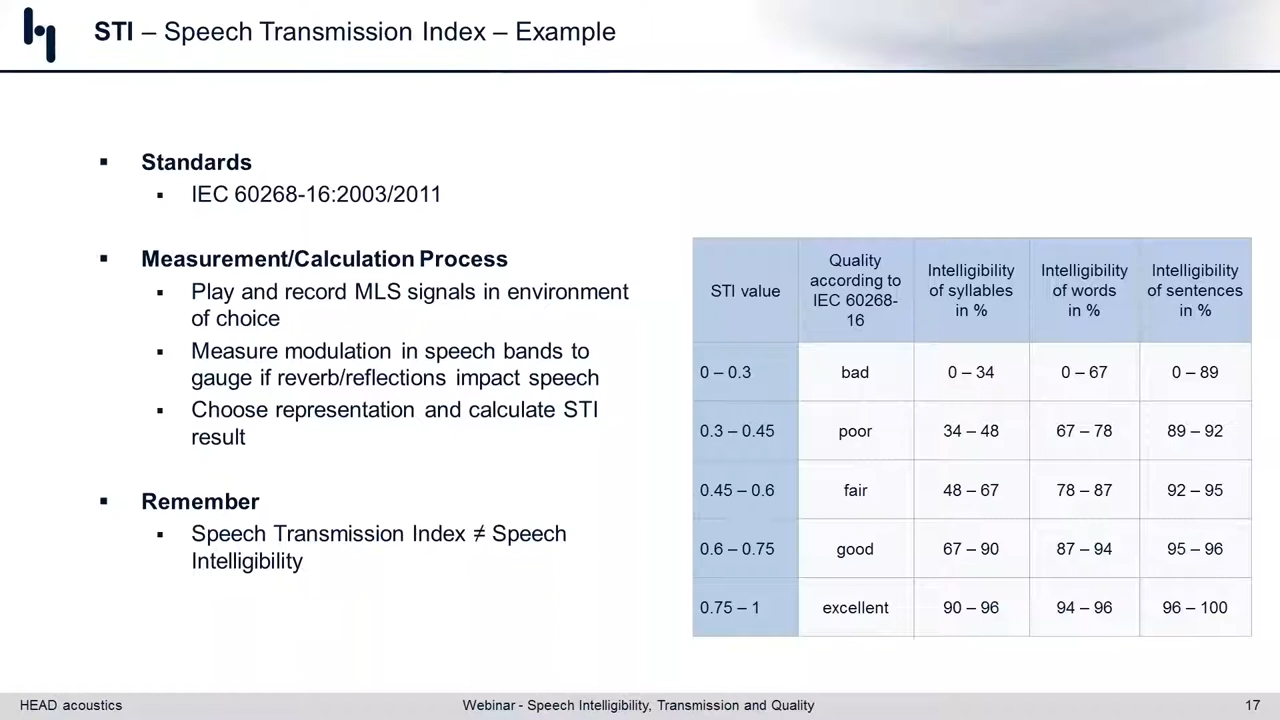 STI – Speech Transmission Index – Example
▪ Standards
▪ IEC 60268-16:2003/2011
▪ Measurement/Calculation Process
▪ Play and record MLS signals in environment
of choice
▪ Measure modulation in speech bands to
gauge if reverb/reflections impact speech
▪ Choose representation and calculate STI
result
▪ Remember
▪ Speech Transmission Index ≠ Speech
Intelligibility
STI value | Quality according to IEC 60268-16 | Intelligibility of syllables in % | Intelligibility of words in % | Intelligibility of sentences in %
0 – 0.3 | bad | 0 – 34 | 0 – 67 | 0 – 89
0.3 – 0.45 | poor | 34 – 48 | 67 – 78 | 89 – 92
0.45 – 0.6 | fair | 48 – 67 | 78 – 87 | 92 – 95
0.6 – 0.75 | good | 67 – 90 | 87 – 94 | 95 – 96
0.75 – 1 | excellent | 90 – 96 | 94 – 96 | 96 – 100
HEAD acoustics Webinar - Speech Intelligibility, Transmission and Quality 17